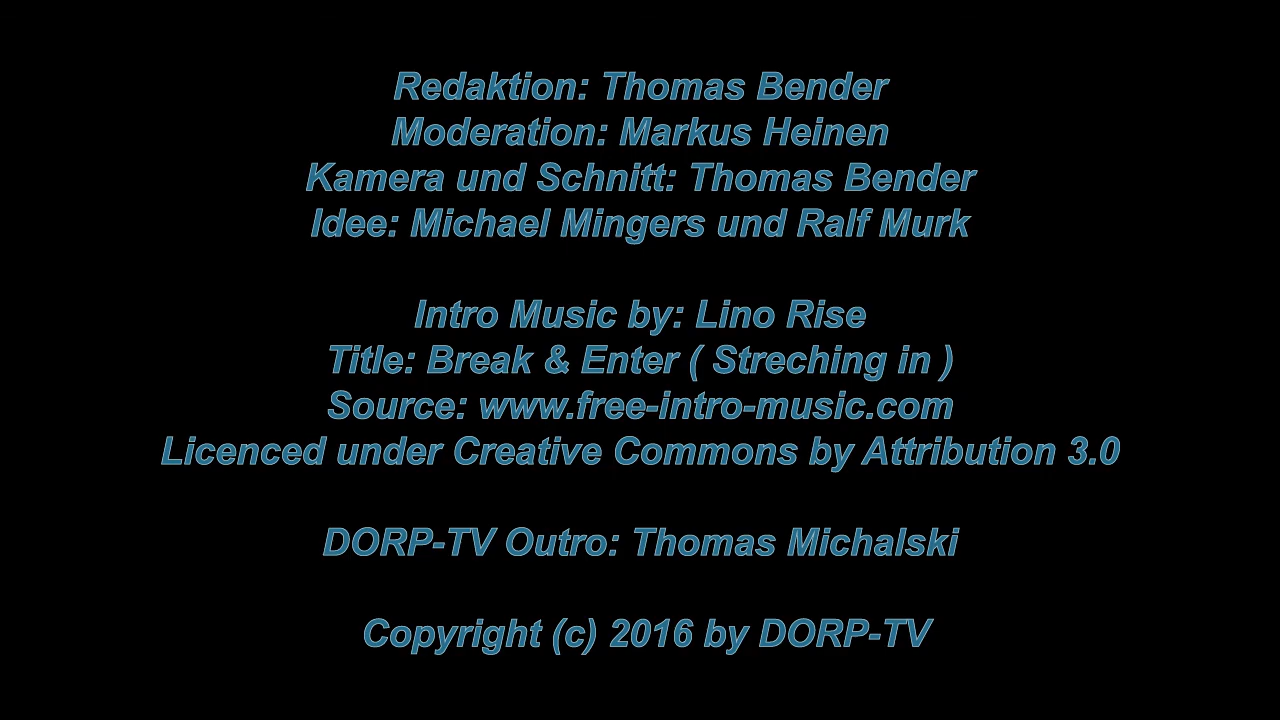 Redaktion: Thomas Bender
Moderation: Markus Heinen
Kamera und Schnitt: Thomas Bender
Idee: Michael Mingers und Ralf Murk
Intro Music by: Lino Rise
Title: Break & Enter ( Streching in )
Source: www.free-intro-music.com
Licenced under Creative Commons by Attribution 3.0
DORP-TV Outro: Thomas Michalski
Copyright (c) 2016 by DORP-TV